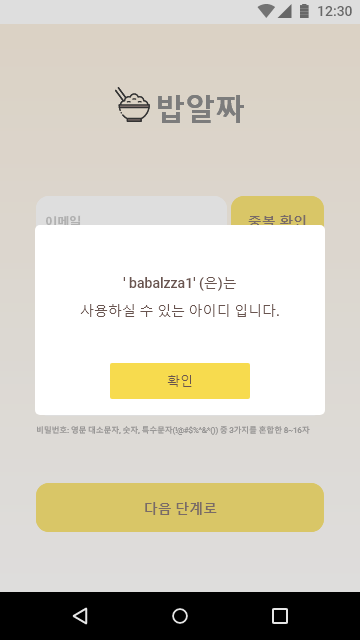 12:30
밥알짜
이메일
중복 확인
' babalzza1' (은)는
사용하실 수 있는 아이디 입니다.
확인
비밀번호: 영문 대소문자, 숫자, 특수문자(!@#$%^&^()) 중 3가지를 혼합한 8~16자
다음 단계로